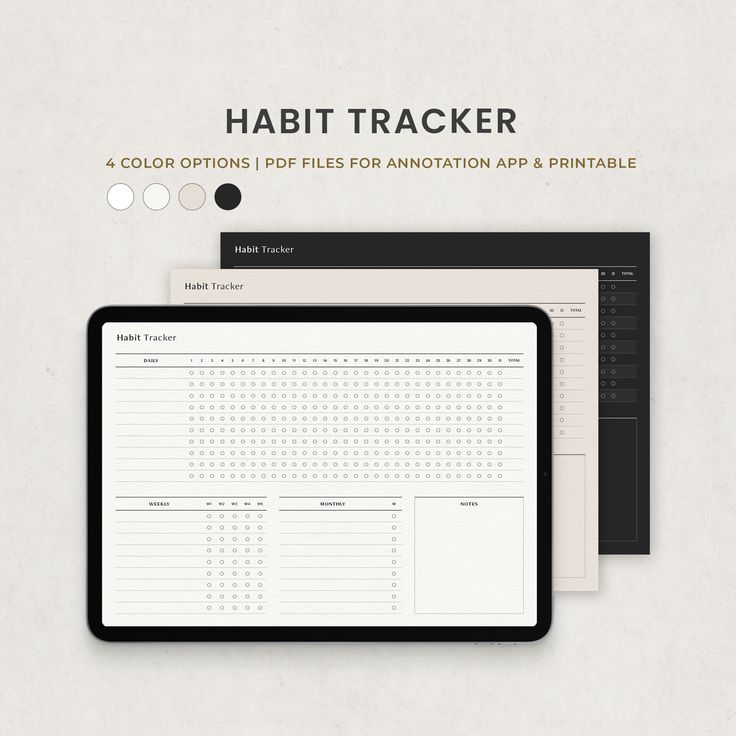 HABIT TRACKER
4 COLOR OPTIONS | PDF FILES FOR ANNOTATION APP & PRINTABLE
Habit Tracker
30 31 TOTAL
Habit Tracker
30 31 TOTAL
Habit Tracker
DAILY 1 2 3 4 5 6 7 8 9 10 11 12 13 14 15 16 17 18 19 20 21 22 23 24 25 26 27 28 29 30 31 TOTAL
WEEKLY W1 W2 W3 W4 W5 MONTHLY M NOTES